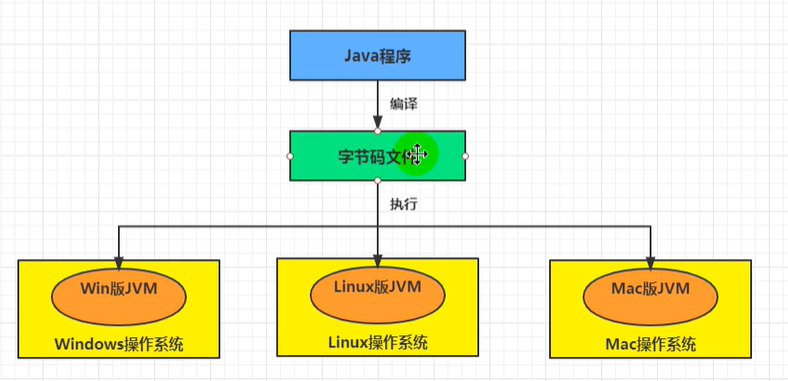 Java程序
编译
字节码文件
执行
Win版JVM
Linux版JVM
Mac版JVM
Windows操作系统
Linux操作系统
Mac操作系统